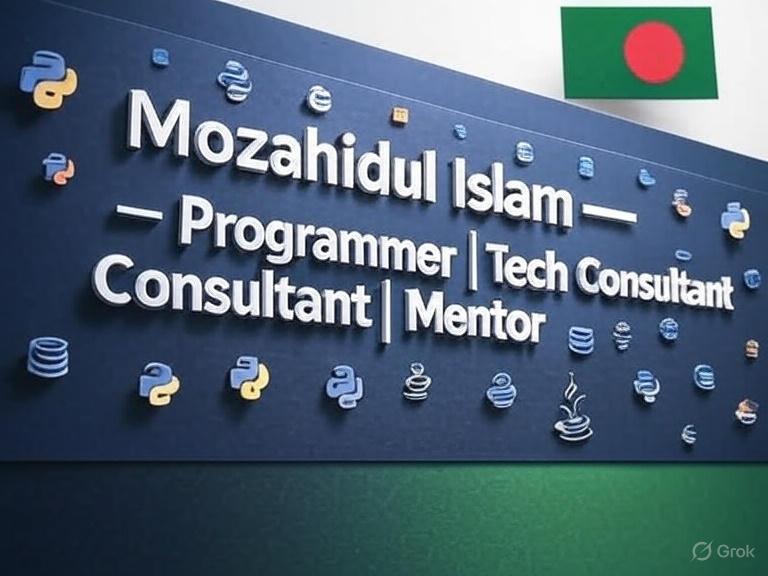 Mozahidul Islam —
— Programmer | Tech Consultant
Consultant | Mentor
Grok